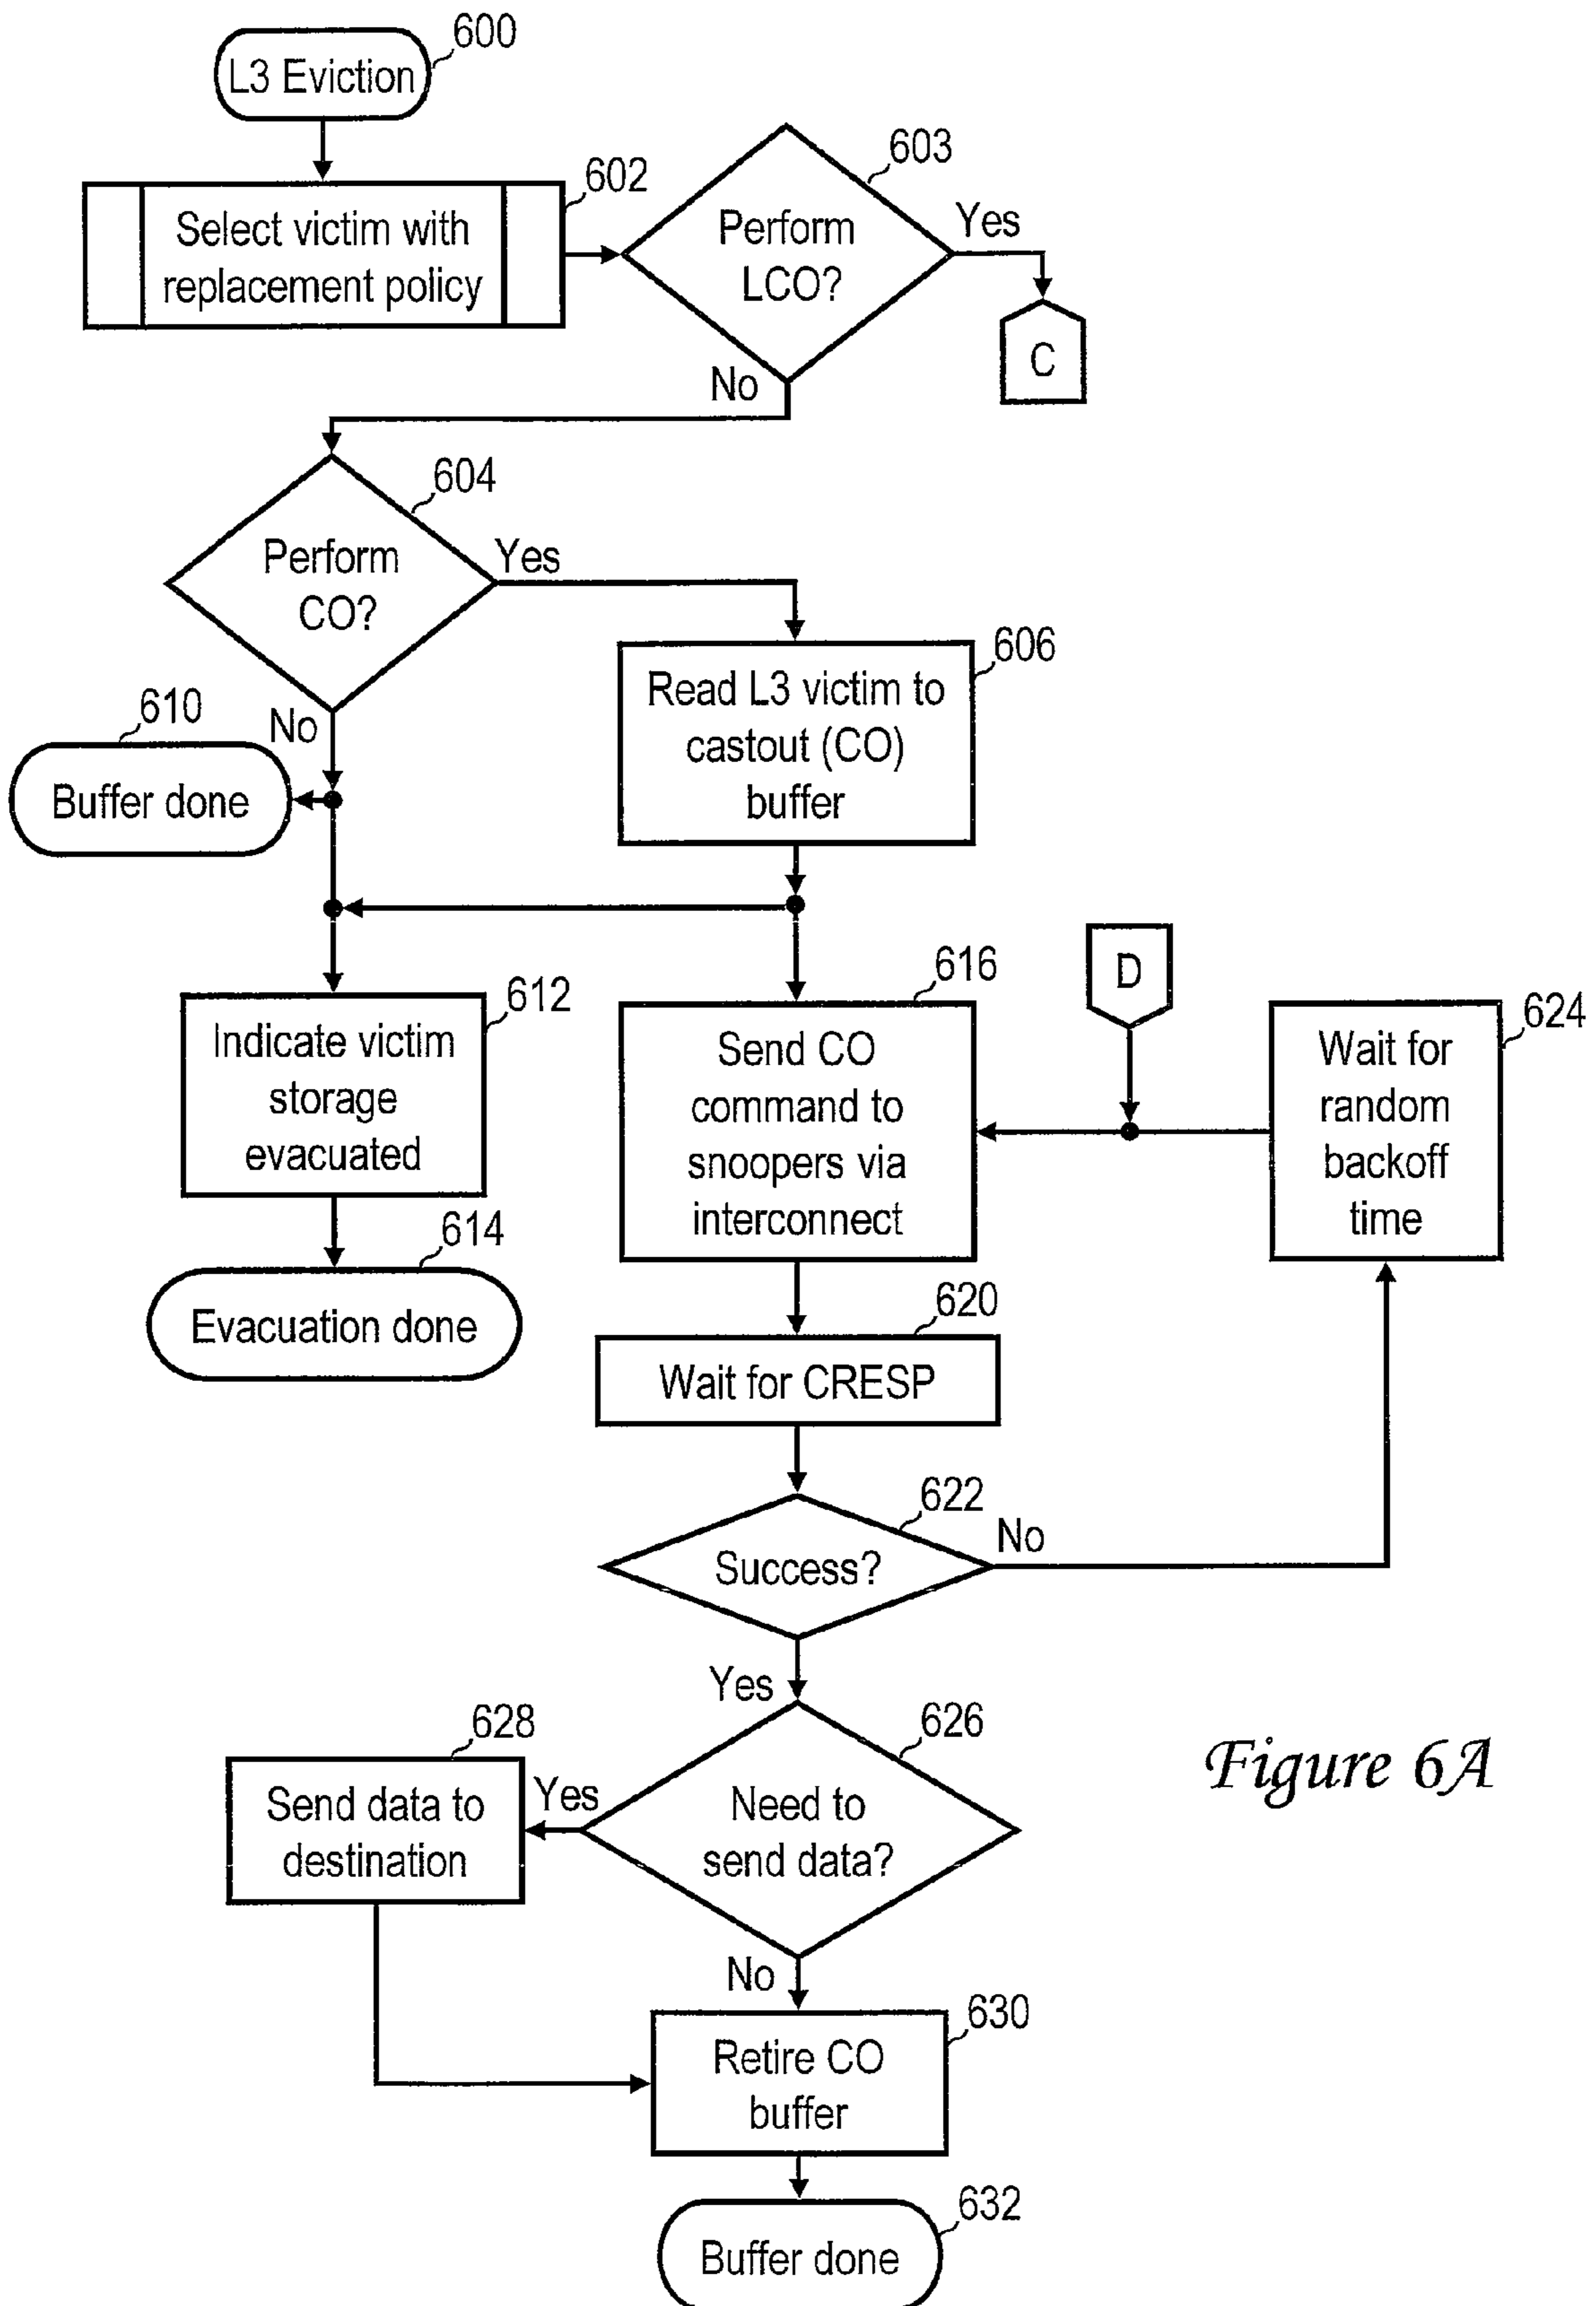 600
L3 Eviction
602
Select victim with
replacement policy
603
Perform
LCO?
Yes
C
No
604
Perform
CO?
Yes
606
Read L3 victim to
castout (CO)
buffer
610
No
Buffer done
612
Indicate victim
storage
evacuated
614
Evacuation done
616
Send CO
command to
snoopers via
interconnect
D
624
Wait for
random
backoff
time
620
Wait for CRESP
622
Success?
No
Yes
626
Need to
send data?
Yes
628
Send data to
destination
No
630
Retire CO
buffer
632
Buffer done
Figure 6A